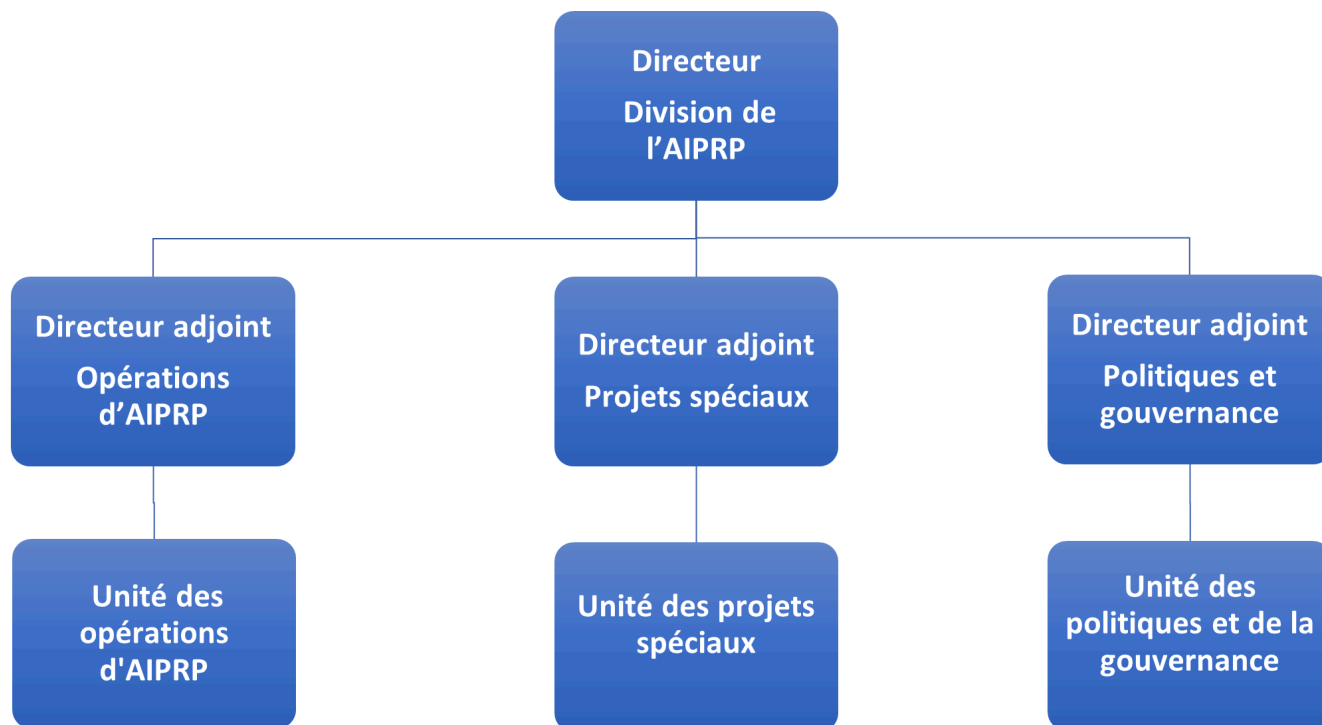 Directeur
Division de
l’AIPRP
Directeur adjoint
Opérations
d’AIPRP
Directeur adjoint
Projets spéciaux
Directeur adjoint
Politiques et
gouvernance
Unité des
opérations
d'AIPRP
Unité des projets
spéciaux
Unité des
politiques et de la
gouvernance